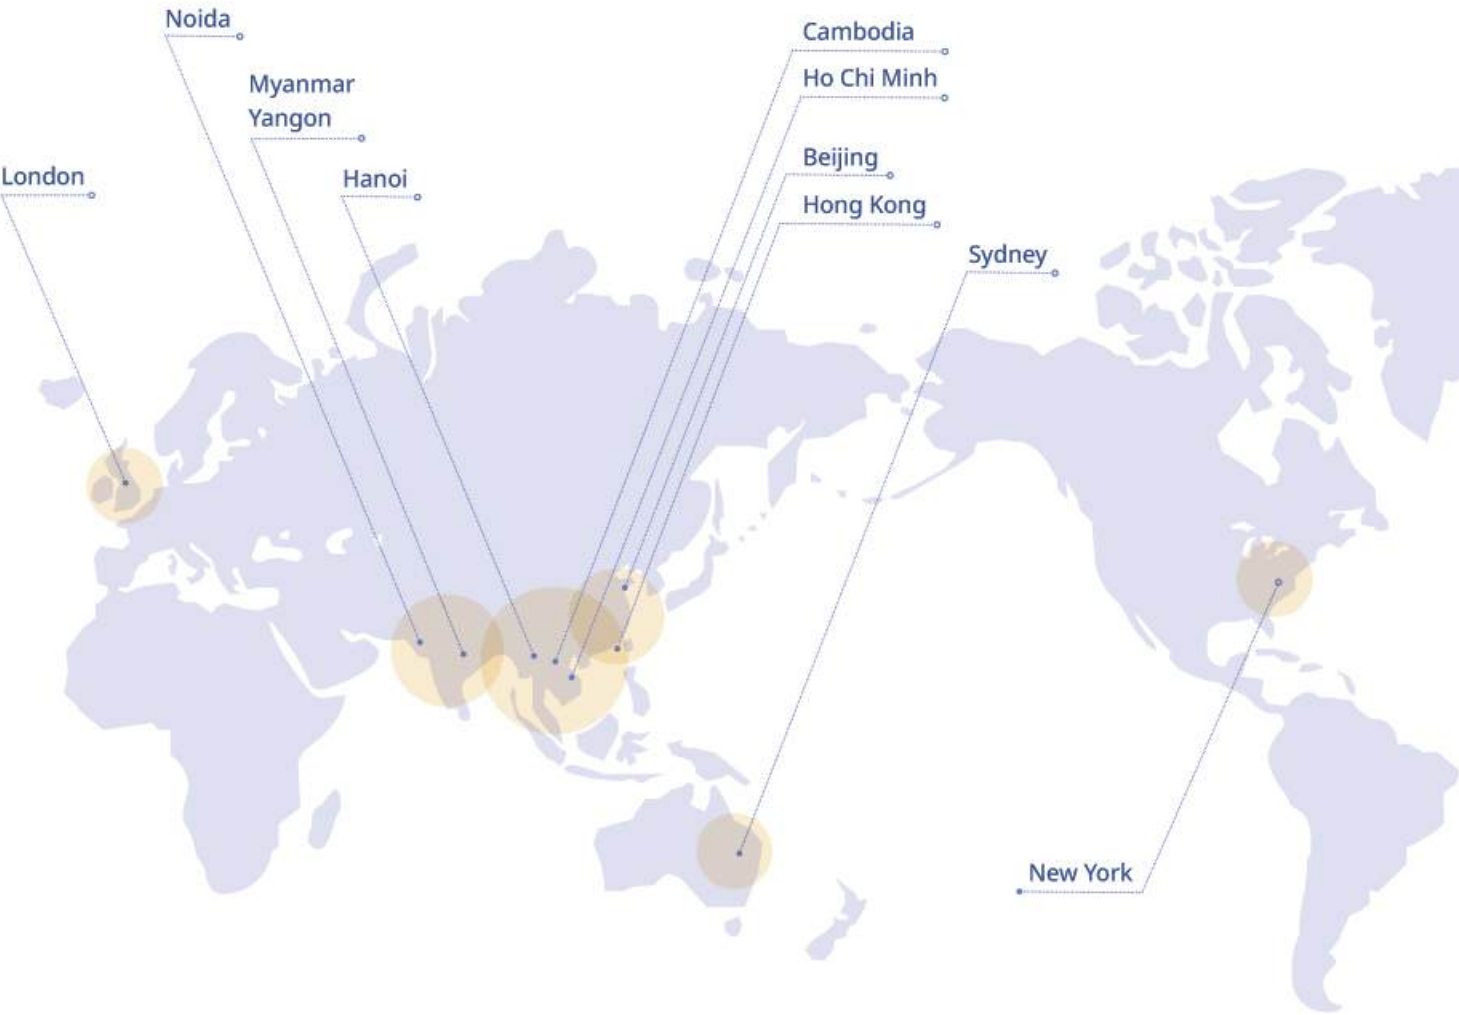 Noida
Myanmar
Yangon
London
Hanoi
Cambodia
Ho Chi Minh
Beijing
Hong Kong
Sydney
New York